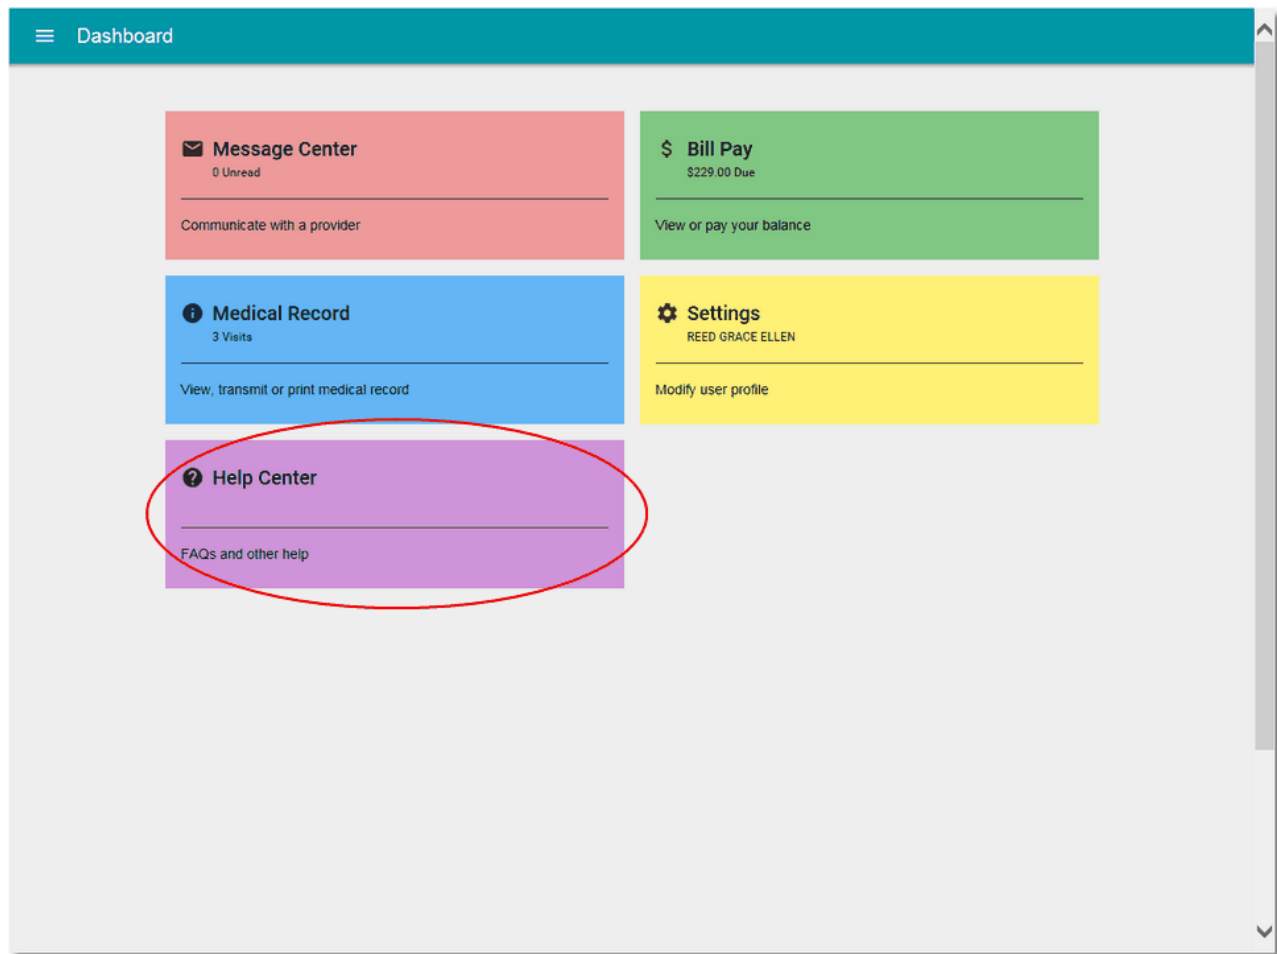 Dashboard
Message Center
0 Unread
Communicate with a provider
Bill Pay
$229.00 Due
View or pay your balance
Medical Record
3 Visits
View, transmit or print medical record
Settings
REED GRACE ELLEN
Modify user profile
Help Center
FAQs and other help